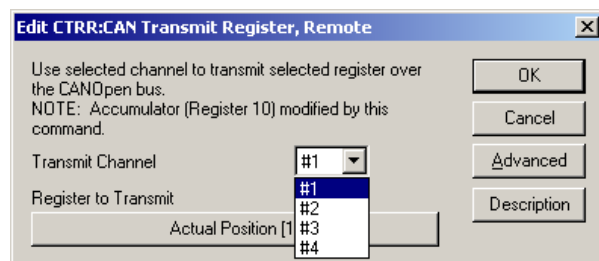 Edit CTRR:CAN Transmit Register, Remote
Use selected channel to transmit selected register over
the CANOpen bus.
NOTE: Accumulator (Register 10) modified by this
command.
Transmit Channel
#1
Register to Transmit
#1
#2
#3
#4
Actual Position [1
OK
Cancel
Advanced
Description